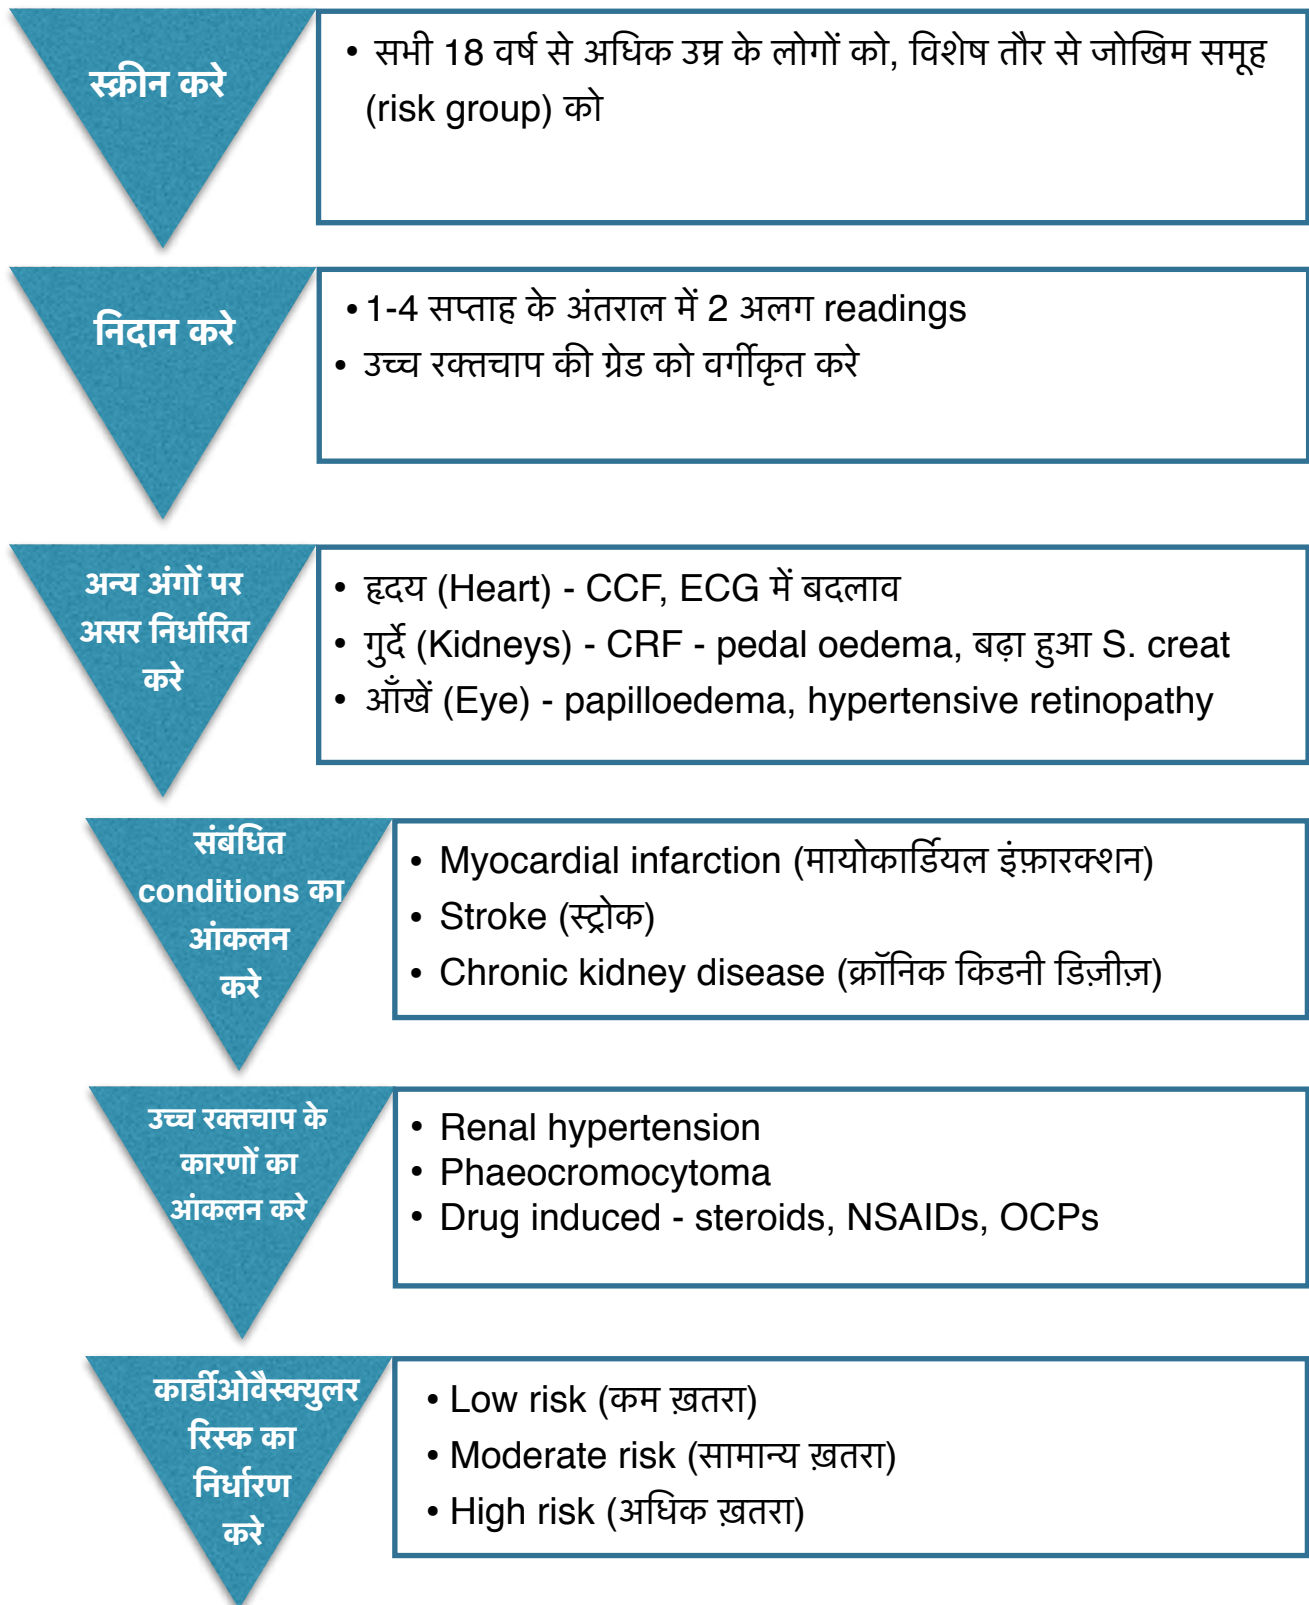 स्क्रीन करे
• सभी 18 वर्ष से अधिक उम्र के लोगों को, विशेष तौर से जोखिम समूह
(risk group) को
निदान करे
• 1-4 सप्ताह के अंतराल में 2 अलग readings
• उच्च रक्तचाप की ग्रेड को वर्गीकृत करे
अन्य अंगों पर
असर निर्धारित
करे
• हृदय (Heart) - CCF, ECG में बदलाव
• गुर्दे (Kidneys) - CRF - pedal oedema, बढ़ा हुआ S. creat
• आँखें (Eye) - papilloedema, hypertensive retinopathy
संबंधित
conditions का
आंकलन
करे
• Myocardial infarction (मायोकार्डियल इंफ़ारक्शन)
• Stroke (स्ट्रोक)
• Chronic kidney disease (क्रॉनिक किडनी डिज़ीज़)
उच्च रक्तचाप के
कारणों का
आंकलन करे
• Renal hypertension
• Phaeocromocytoma
• Drug induced - steroids, NSAIDs, OCPs
कार्डीओवैस्क्युलर
रिस्क का
निर्धारण
करे
• Low risk (कम ख़तरा)
• Moderate risk (सामान्य ख़तरा)
• High risk (अधिक ख़तरा)